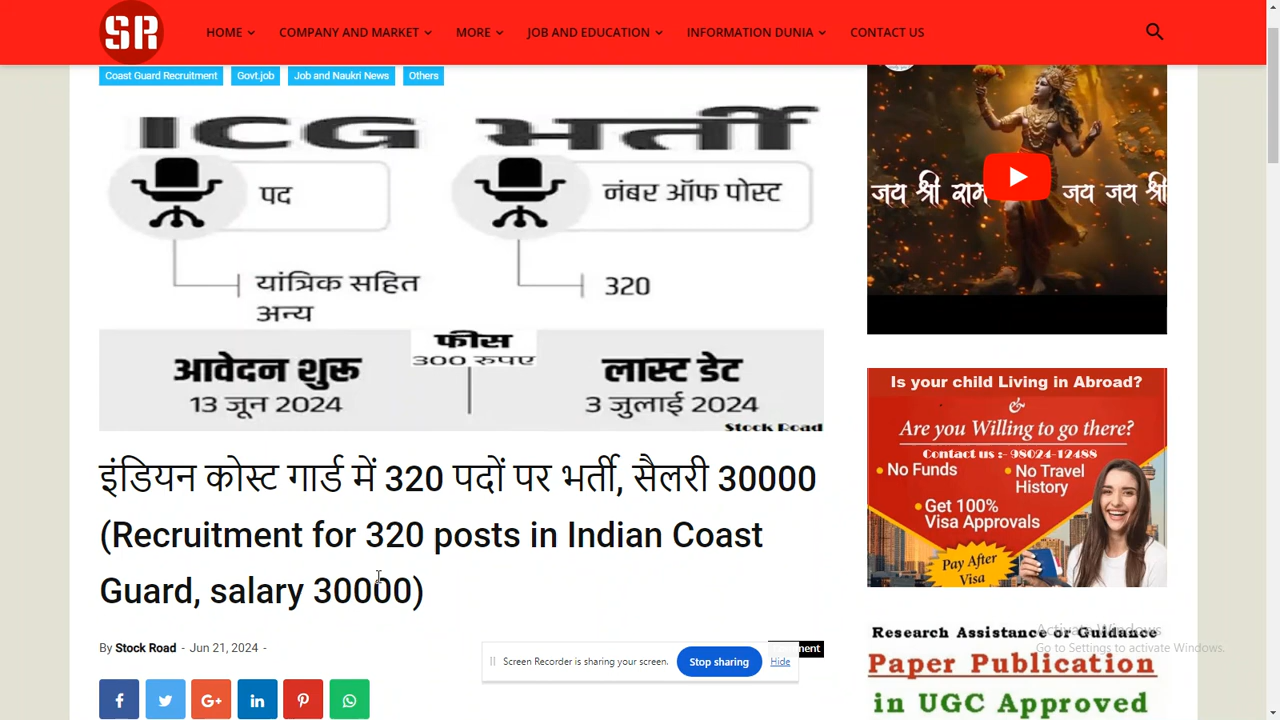 SR
HOME
COMPANY AND MARKET
MORE
JOB AND EDUCATION
INFORMATION DUNIA
CONTACT US
Coast Guard Recruitment
Govt.job
Job and Naukri News
Others
ICG भर्ती
पद
नंबर ऑफ पोस्ट
यांत्रिक सहित
अन्य
320
फीस
300 रुपए
आवेदन शुरू
13 जून 2024
लास्ट डेट
3 जुलाई 2024
Stock Road
इंडियन कोस्ट गार्ड में 320 पदों पर भर्ती, सैलरी 30000
(Recruitment for 320 posts in Indian Coast
Guard, salary 30000)
By Stock Road - Jun 21, 2024 -
Screen Recorder is sharing your screen.
Stop sharing
Hide
जय श्री राम जय जय श्री
Is your child Living in Abroad?
&
Are you Willing to go there?
Contact us :- 98024-12488
• No Funds
• No Travel
History
• Get 100%
Visa Approvals
Pay After
Visa
Research Assistance or Guidance
Paper Publication
in UGC Approved
Activate Windows
Go to Settings to activate Windows.